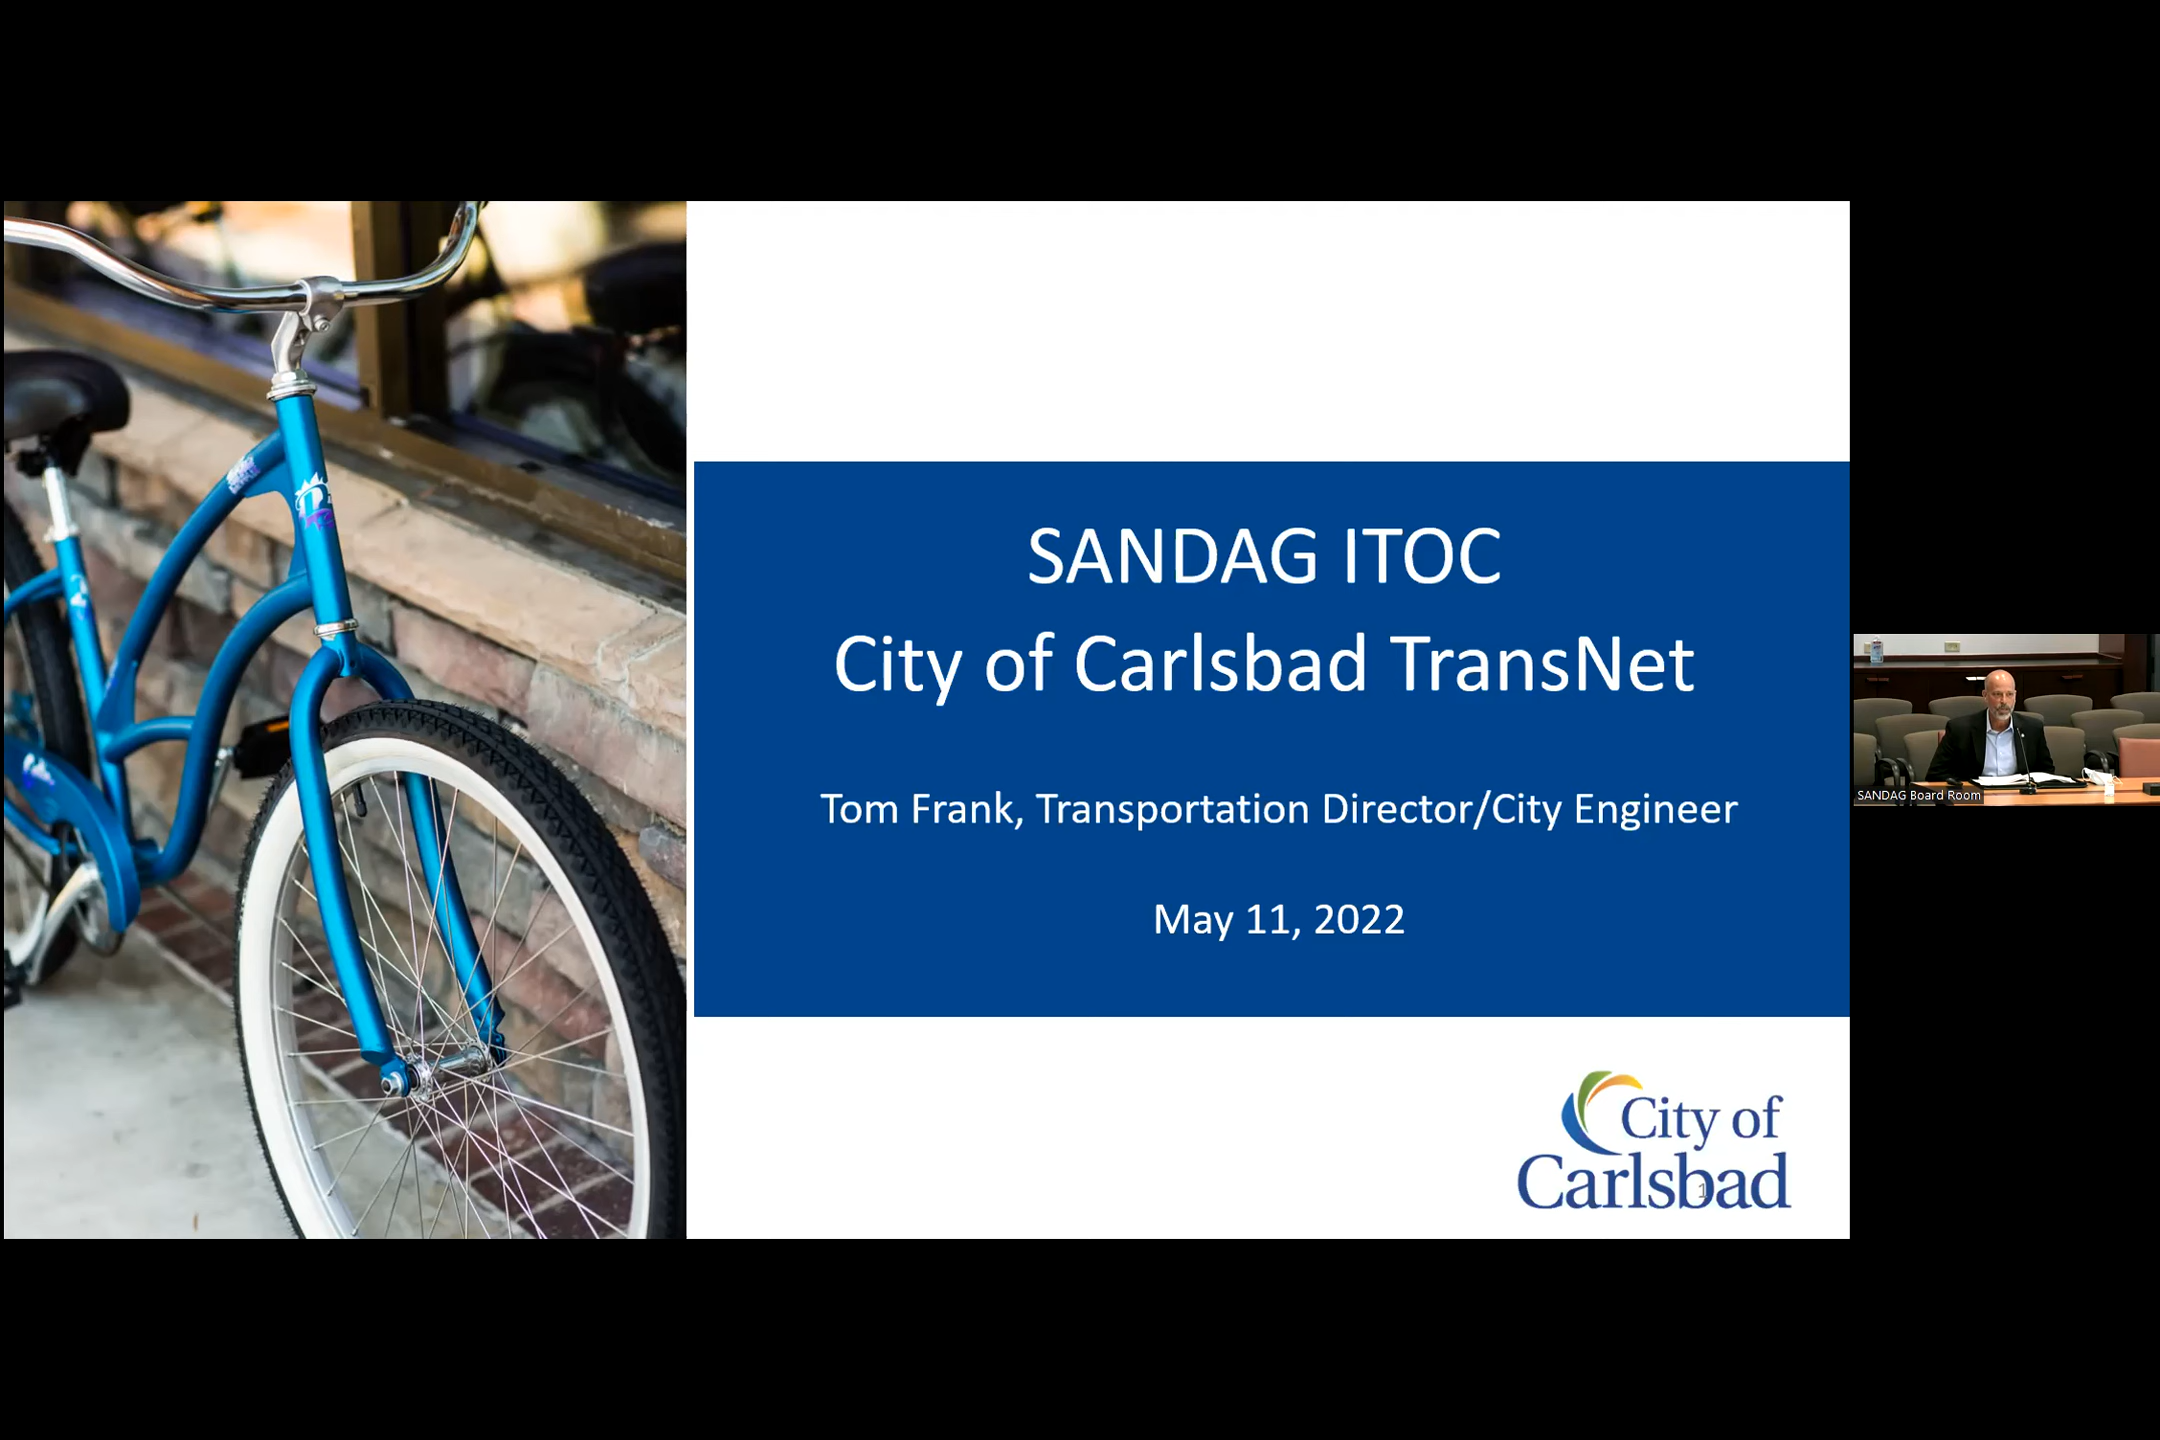 SANDAG ITOC
City of Carlsbad TransNet
Tom Frank, Transportation Director/City Engineer
May 11, 2022
City of
Carlsbad
1
SANDAG Board Room